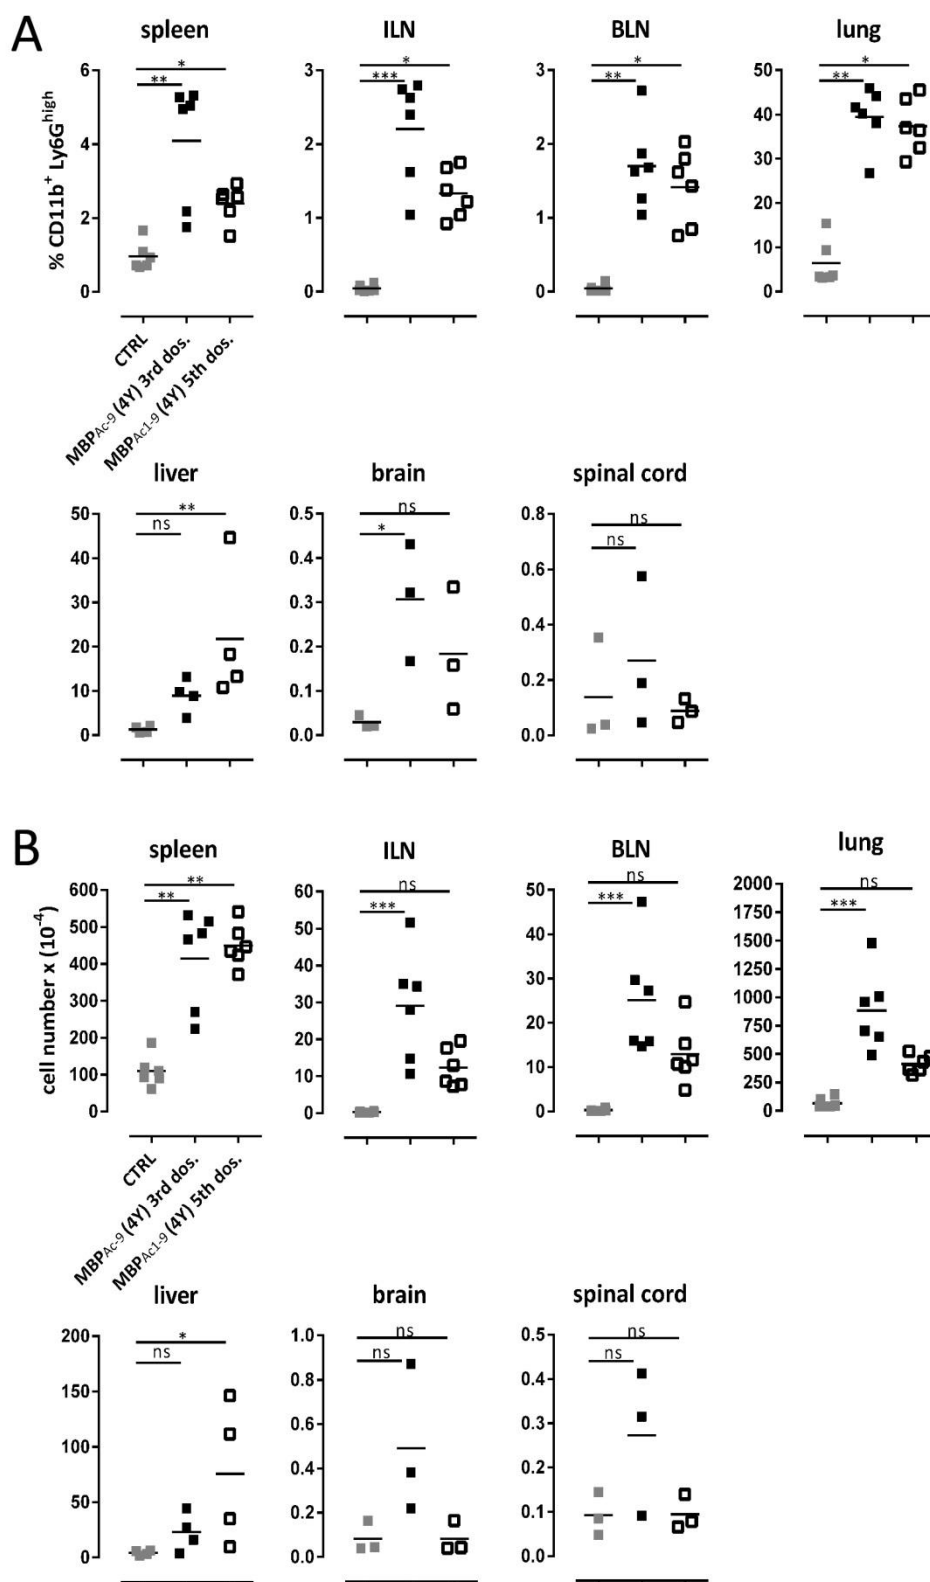 A
spleen
ILN
BLN
lung
% CD11b⁺ Ly6G^high
6
4
2
0
**
*
3
2
1
0
***
*
3
2
1
0
**
*
50
40
30
20
10
0
**
*
CTRL
MBP_Ac-9 (4Y) 3rd dos.
MBP_Ac1-9 (4Y) 5th dos.
liver
brain
spinal cord
50
40
30
20
10
0
ns
**
0.5
0.4
0.3
0.2
0.1
0.0
*
ns
0.8
0.6
0.4
0.2
0.0
ns
ns
B
spleen
ILN
BLN
lung
cell number x (10⁻⁴)
600
500
400
300
200
100
0
**
**
60
50
40
30
20
10
0
***
ns
50
40
30
20
10
0
***
ns
2000
1750
1500
1250
1000
750
500
250
0
***
ns
CTRL
MBP_Ac-9 (4Y) 3rd dos.
MBP_Ac1-9 (4Y) 5th dos.
liver
brain
spinal cord
200
150
100
50
0
ns
*
1.0
0.8
0.6
0.4
0.2
0.0
ns
ns
0.5
0.4
0.3
0.2
0.1
0.0
ns
ns